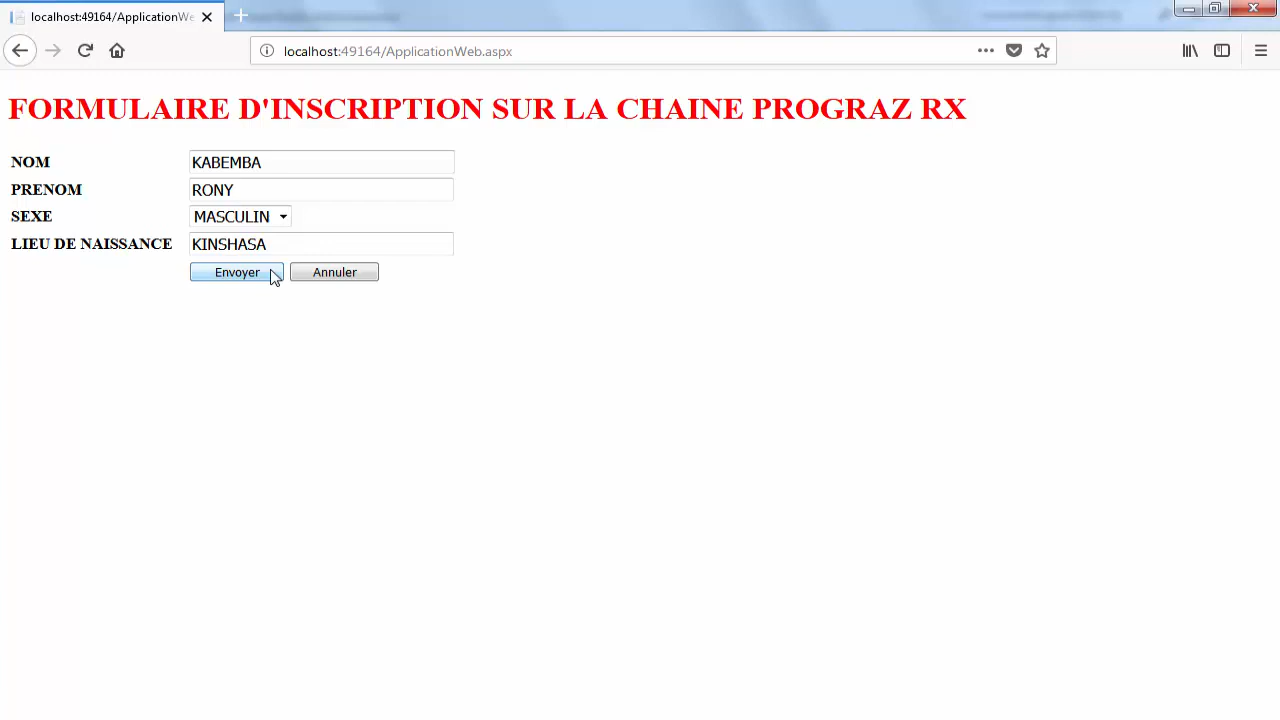 localhost:49164/ApplicationWe
localhost:49164/ApplicationWeb.aspx
FORMULAIRE D'INSCRIPTION SUR LA CHAINE PROGRAZ RX
NOM KABEMBA
PRENOM RONY
SEXE MASCULIN
LIEU DE NAISSANCE KINSHASA
Envoyer Annuler